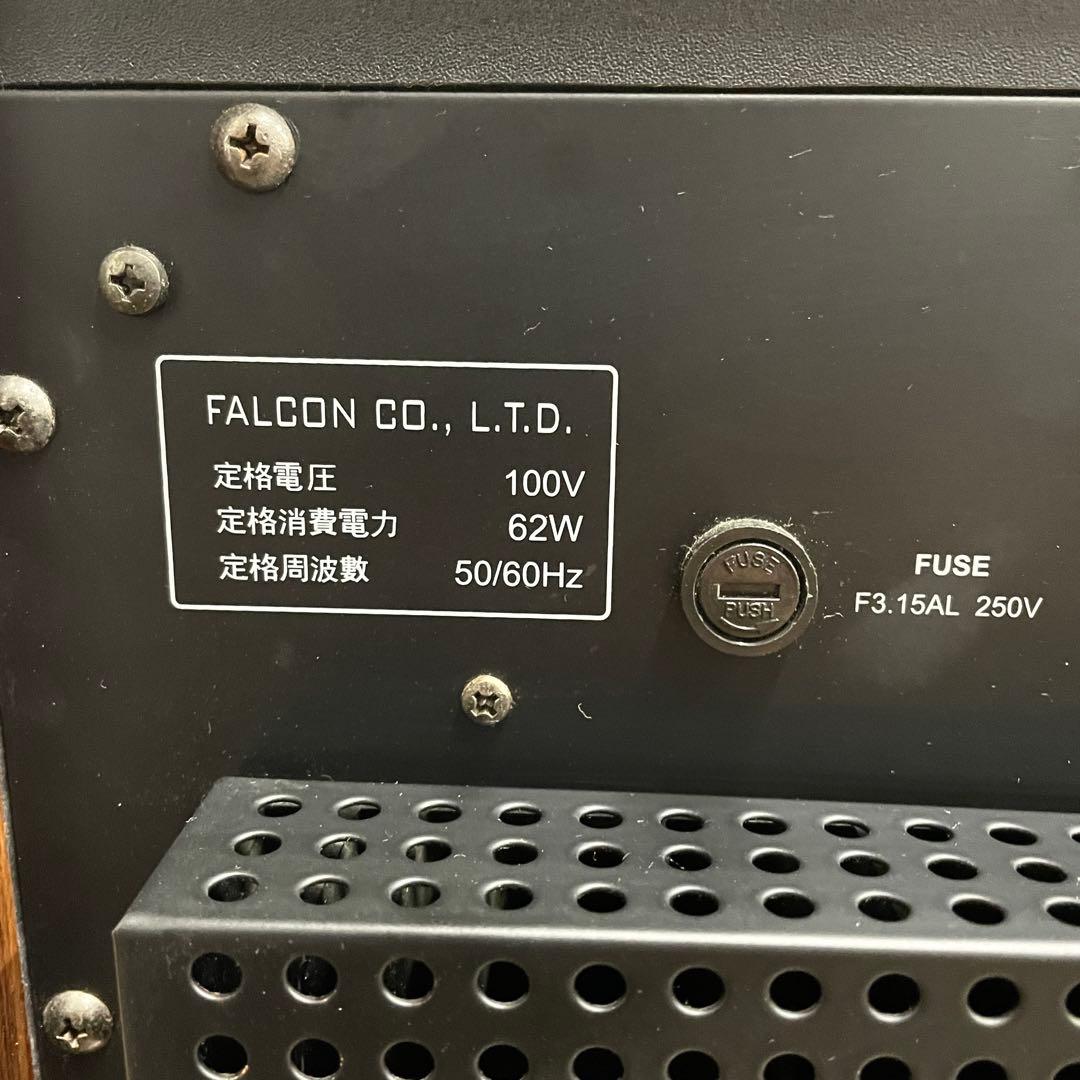 FALCON CO., L.T.D.
定格電圧 100V
定格消費電力 62W
定格周波數 50/60Hz
FUSE
PUSH
FUSE
F3.15AL 250V